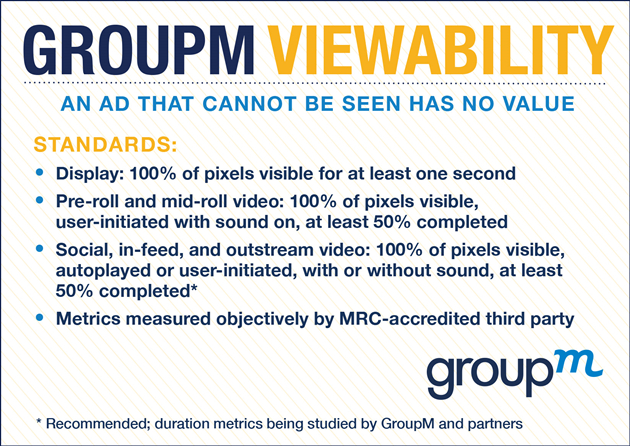 GROUPM VIEWABILITY
AN AD THAT CANNOT BE SEEN HAS NO VALUE
STANDARDS:
• Display: 100% of pixels visible for at least one second
• Pre-roll and mid-roll video: 100% of pixels visible,
user-initiated with sound on, at least 50% completed
• Social, in-feed, and outstream video: 100% of pixels visible,
autoplayed or user-initiated, with or without sound, at least
50% completed*
• Metrics measured objectively by MRC-accredited third party
groupm
* Recommended; duration metrics being studied by GroupM and partners